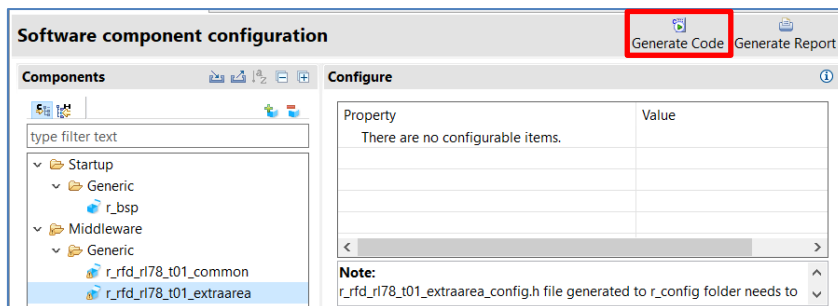 Software component configuration
Generate Code Generate Report
Components
Configure
type filter text
Startup
Generic
r_bsp
Middleware
Generic
r_rfd_rl78_t01_common
r_rfd_rl78_t01_extraarea
Property Value
There are no configurable items.
Note:
r_rfd_rl78_t01_extraarea_config.h file generated to r_config folder needs to